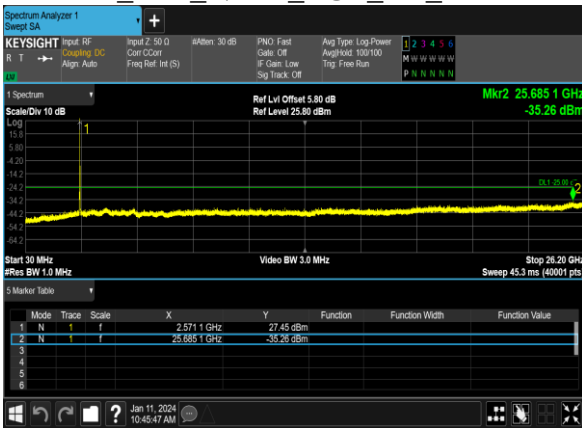 Spectrum Analyzer 1
Swept SA
+
KEYSIGHT
R T
LV
Input: RF
Coupling: DC
Align: Auto
Input Z: 50 Ω
Corr CCorr
Freq Ref: Int (S)
#Atten: 30 dB
PNO: Fast
Gate: Off
IF Gain: Low
Sig Track: Off
Avg Type: Log-Power
Avg|Hold: 100/100
Trig: Free Run
1 2 3 4 5 6
M W W W W W
P N N N N N
1 Spectrum
Scale/Div 10 dB
Ref Lvl Offset 5.80 dB
Ref Level 25.80 dBm
Mkr2 25.685 1 GHz
-35.26 dBm
Log
15.8
5.80
-4.20
-14.2
-24.2
-34.2
-44.2
-54.2
-64.2
1
DL1 -25.00
2
Start 30 MHz
#Res BW 1.0 MHz
Video BW 3.0 MHz
Stop 26.20 GHz
Sweep 45.3 ms (40001 pts)
5 Marker Table
Mode Trace Scale X Y Function Function Width Function Value
1 N 1 f 2.571 1 GHz 27.45 dBm
2 N 1 f 25.685 1 GHz -35.26 dBm
3
4
5
6
?
Jan 11, 2024
10:45:47 AM